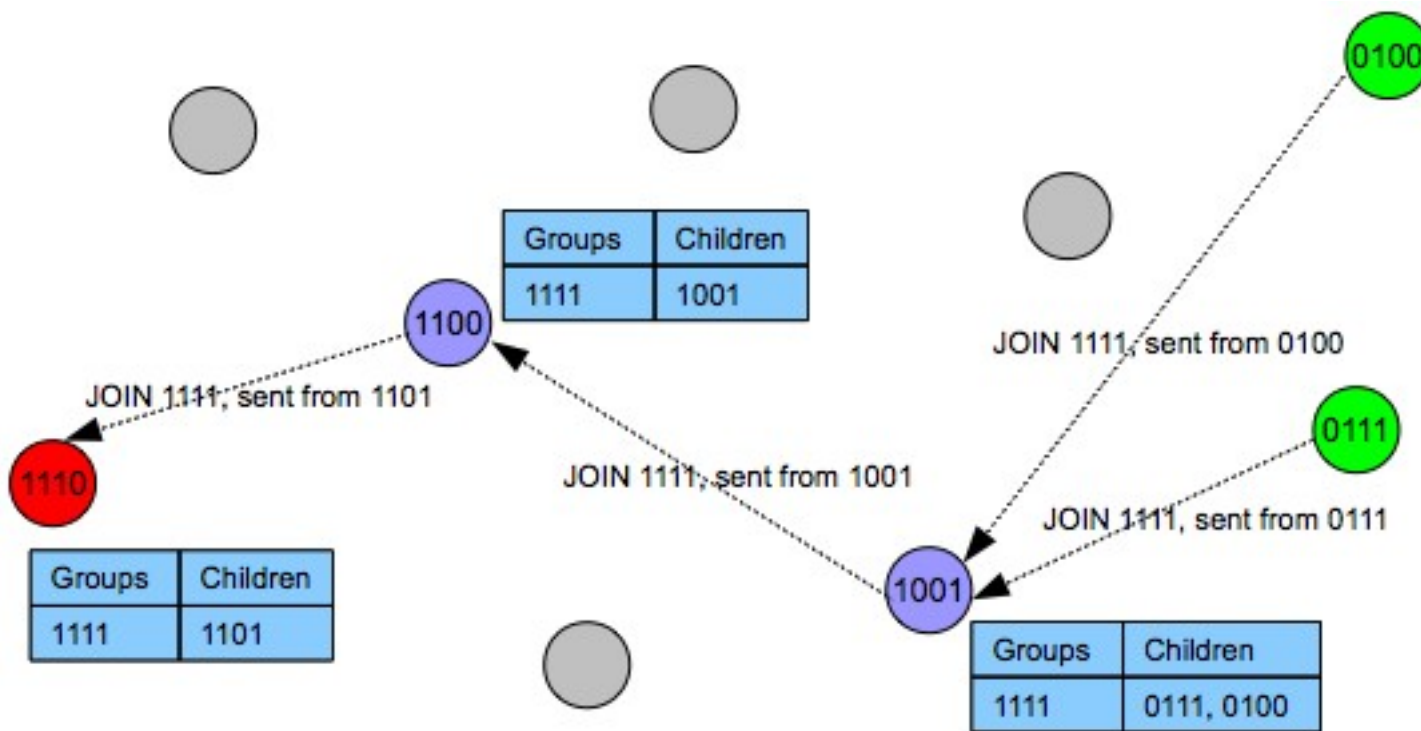 0100
Groups Children
1111 1001
1100
JOIN 1111, sent from 0100
JOIN 1111, sent from 1101
0111
1110
JOIN 1111, sent from 1001
JOIN 1111, sent from 0111
Groups Children
1111 1101
1001
Groups Children
1111 0111, 0100